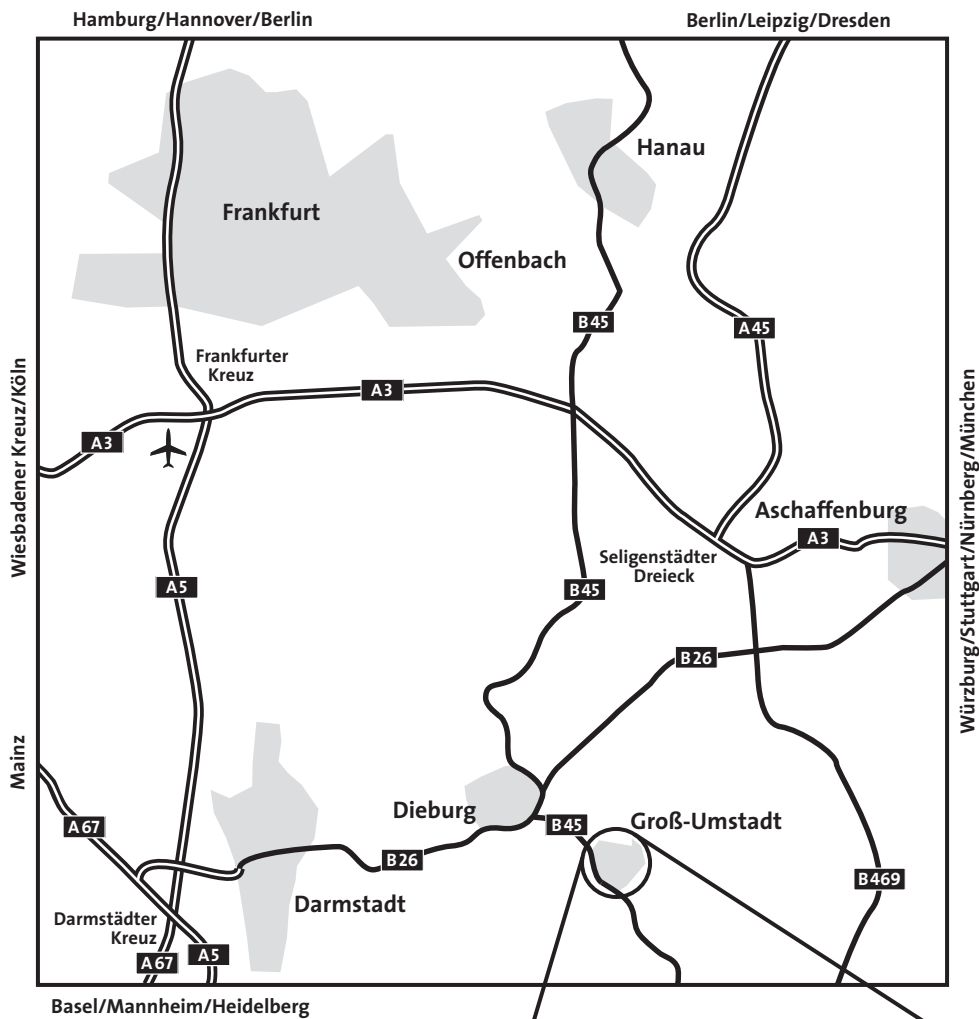 Hamburg/Hannover/Berlin
Berlin/Leipzig/Dresden
Hanau
Frankfurt
Offenbach
B45
A45
Frankfurter
Kreuz
A3
A3
Wiesbadener Kreuz/Köln
Würzburg/Stuttgart/Nürnberg/München
Aschaffenburg
A3
Seligenstädter
Dreieck
A5
B45
B26
Mainz
Dieburg
A67
B45
Groß-Umstadt
B26
B469
Darmstadt
Darmstädter
Kreuz
A67
A5
Basel/Mannheim/Heidelberg